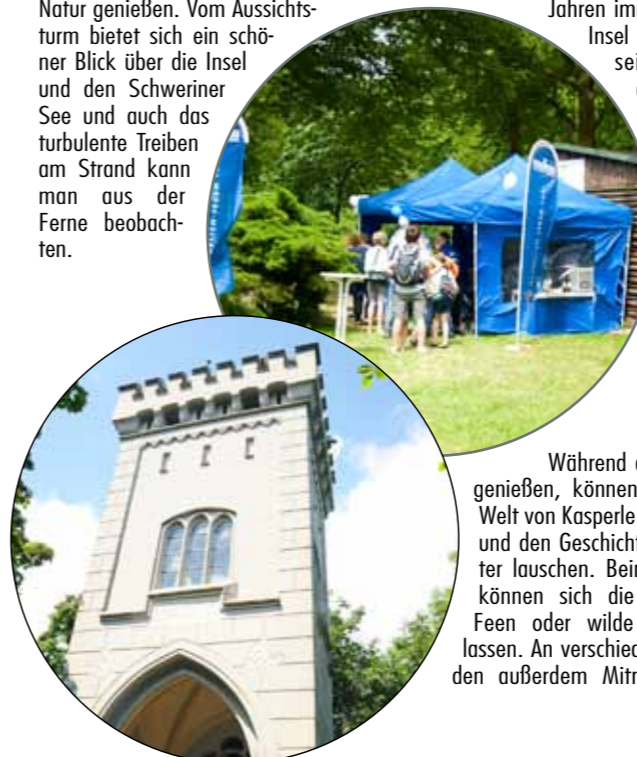 Natur genießen. Vom Aussichts-
turm bietet sich ein schö-
ner Blick über die Insel
und den Schweriner
See und auch das
turbulente Treiben
am Strand kann
man aus der
Ferne beobach-
ten.
Jahren im
Insel
sei
Während
genießen, können
Welt von Kasperle
und den Geschicht
ter lauschen. Bei
können sich die
Feen oder wilde
lassen. An verschied
den außerdem Mit